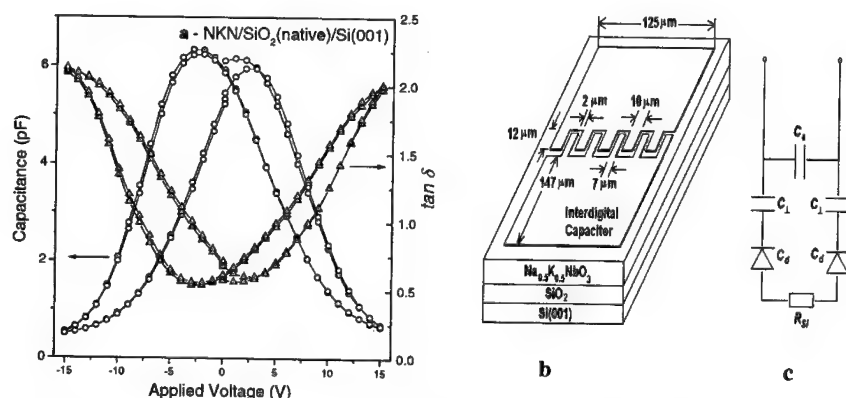 a - NKN/SiO2(native)/Si(001)
Capacitance (pF)
6
4
2
0
2.5
2.0
1.5
1.0
0.5
0.0
tan δ
-15 -10 -5 0 5 10 15
Applied Voltage (V)
125 μm
2 μm
10 μm
12 μm
7 μm
147 μm
Interdigital
Capacitor
Na0.5K0.5NbO3
SiO2
Si(001)
b
C⊥ C⊥
Cd Cd
RSi
c